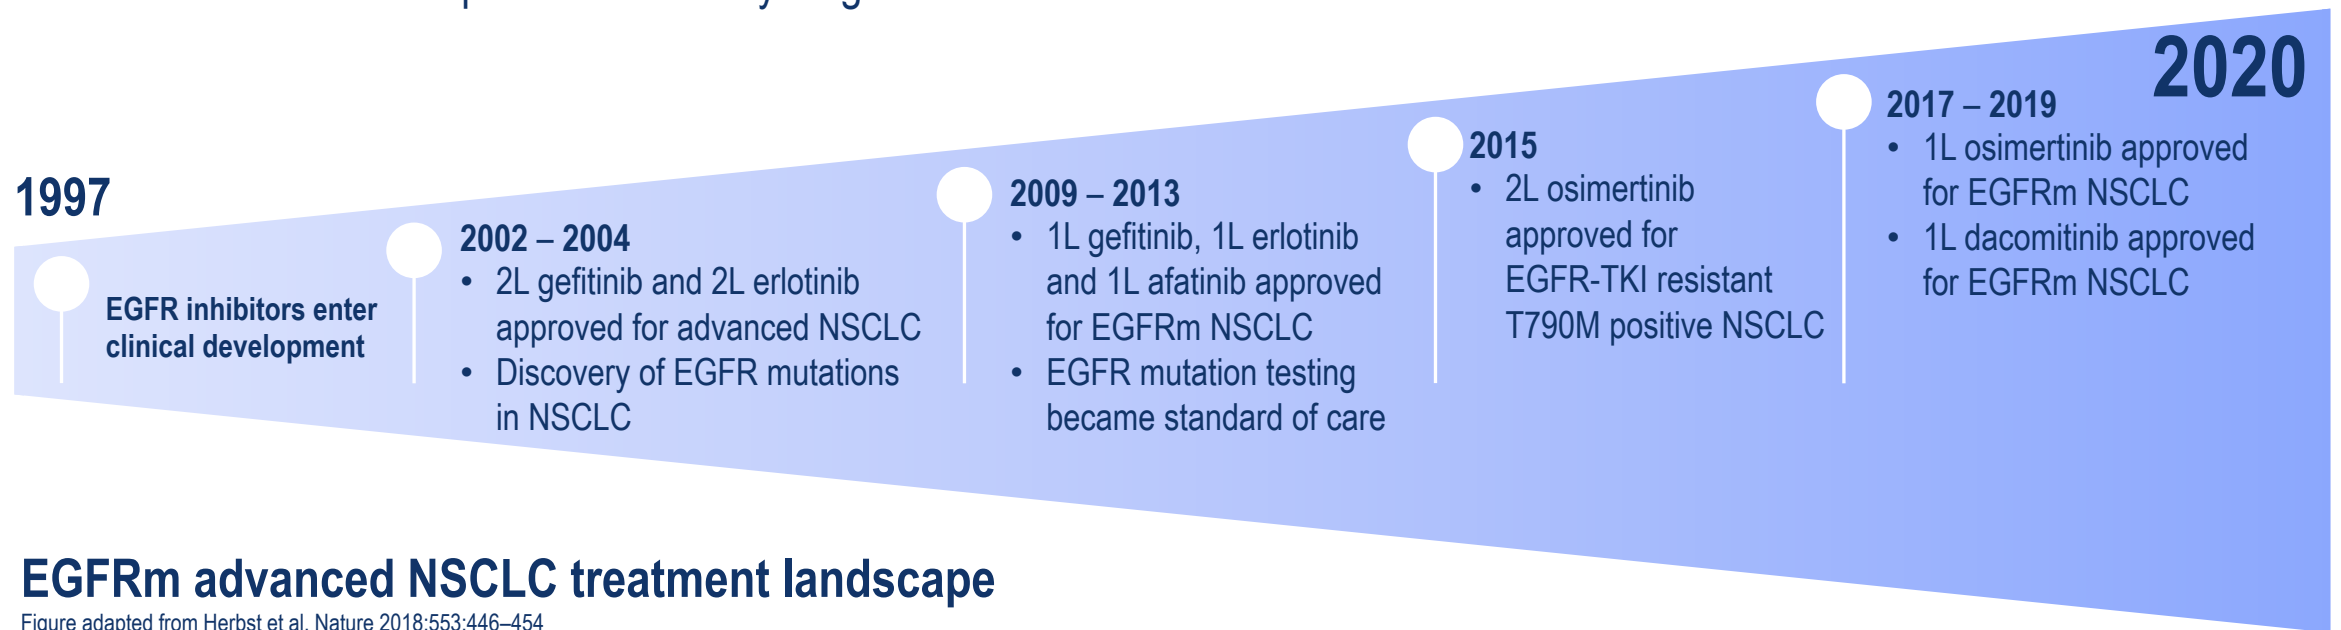 1997
EGFR inhibitors enter
clinical development
2002 – 2004
• 2L gefitinib and 2L erlotinib
approved for advanced NSCLC
• Discovery of EGFR mutations
in NSCLC
2009 – 2013
• 1L gefitinib, 1L erlotinib
and 1L afatinib approved
for EGFRm NSCLC
• EGFR mutation testing
became standard of care
2015
• 2L osimertinib
approved for
EGFR-TKI resistant
T790M positive NSCLC
2017 – 2019
• 1L osimertinib approved
for EGFRm NSCLC
• 1L dacomitinib approved
for EGFRm NSCLC
2020
EGFRm advanced NSCLC treatment landscape
Figure adapted from Herbst et al. Nature 2018;553:446–454